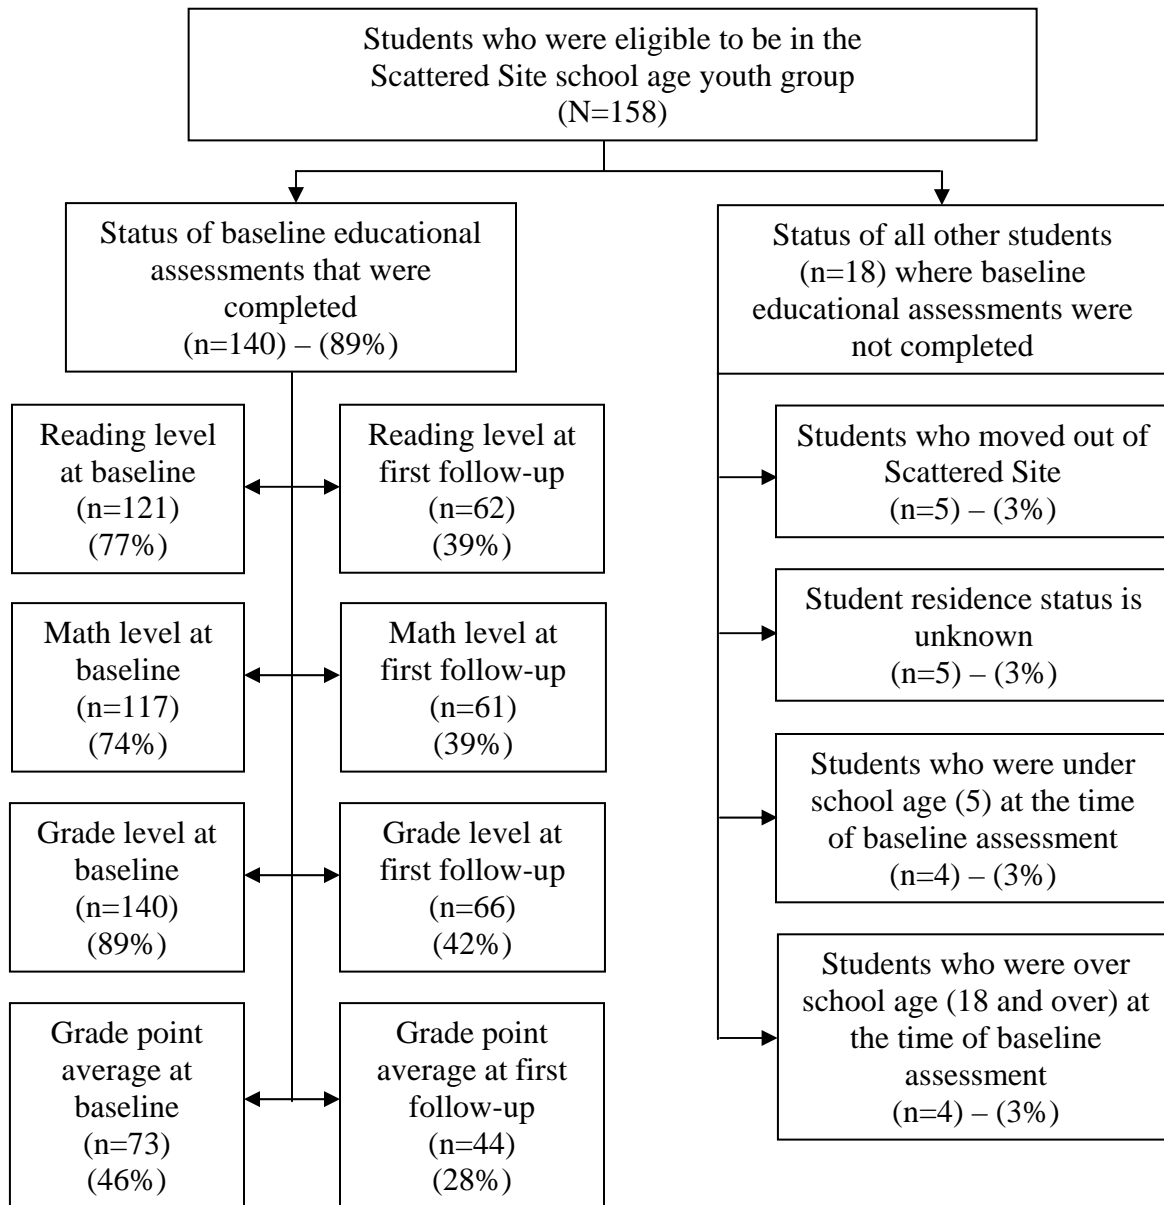 Students who were eligible to be in the
Scattered Site school age youth group
(N=158)
Status of baseline educational
assessments that were
completed
(n=140) – (89%)
Status of all other students
(n=18) where baseline
educational assessments were
not completed
Reading level
at baseline
(n=121)
(77%)
Reading level at
first follow-up
(n=62)
(39%)
Students who moved out of
Scattered Site
(n=5) – (3%)
Math level at
baseline
(n=117)
(74%)
Math level at
first follow-up
(n=61)
(39%)
Student residence status is
unknown
(n=5) – (3%)
Grade level at
baseline
(n=140)
(89%)
Grade level at
first follow-up
(n=66)
(42%)
Students who were under
school age (5) at the time
of baseline assessment
(n=4) – (3%)
Grade point
average at
baseline
(n=73)
(46%)
Grade point
average at first
follow-up
(n=44)
(28%)
Students who were over
school age (18 and over) at
the time of baseline
assessment
(n=4) – (3%)